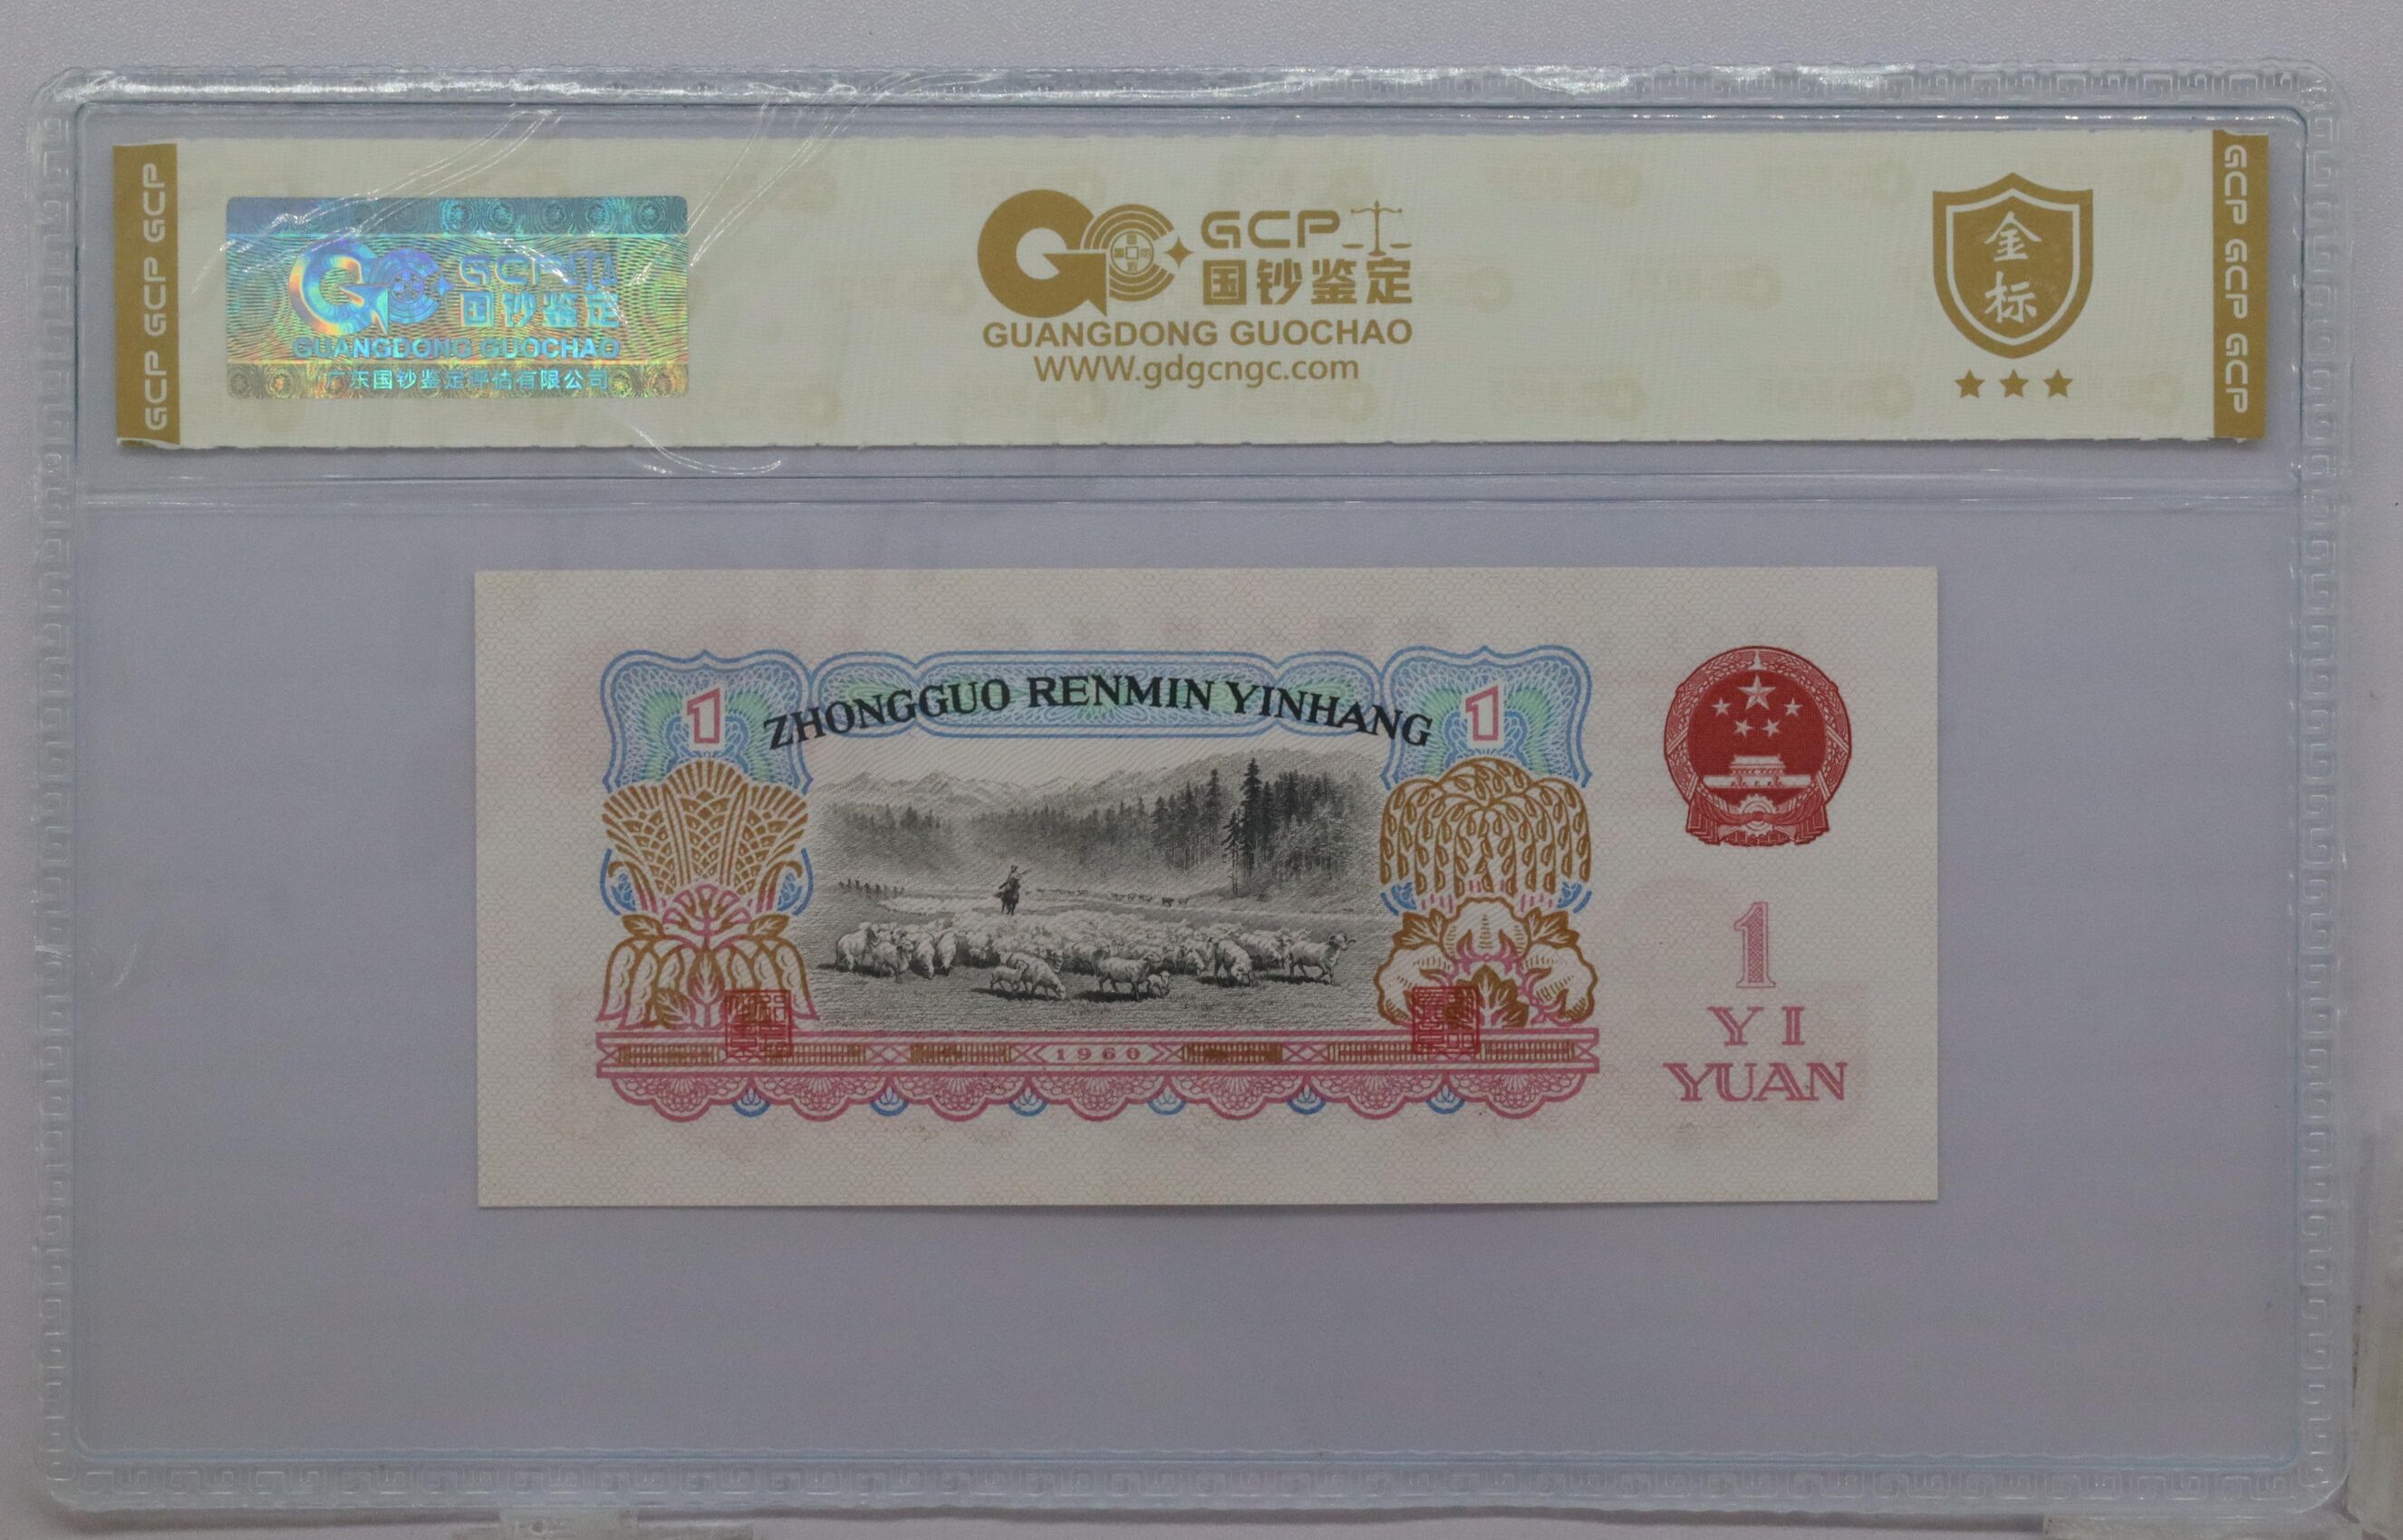 GCP GCP GCP
GCP
国钞鉴定
GUANGDONG GUOCHAO
广东国钞鉴定评估有限公司
GCP
国钞鉴定
GUANGDONG GUOCHAO
WWW.gdgcngc.com
金
标
GCP GCP GCP
1
ZHONGGUO RENMIN YINHANG
1
1
YI
YUAN
1960